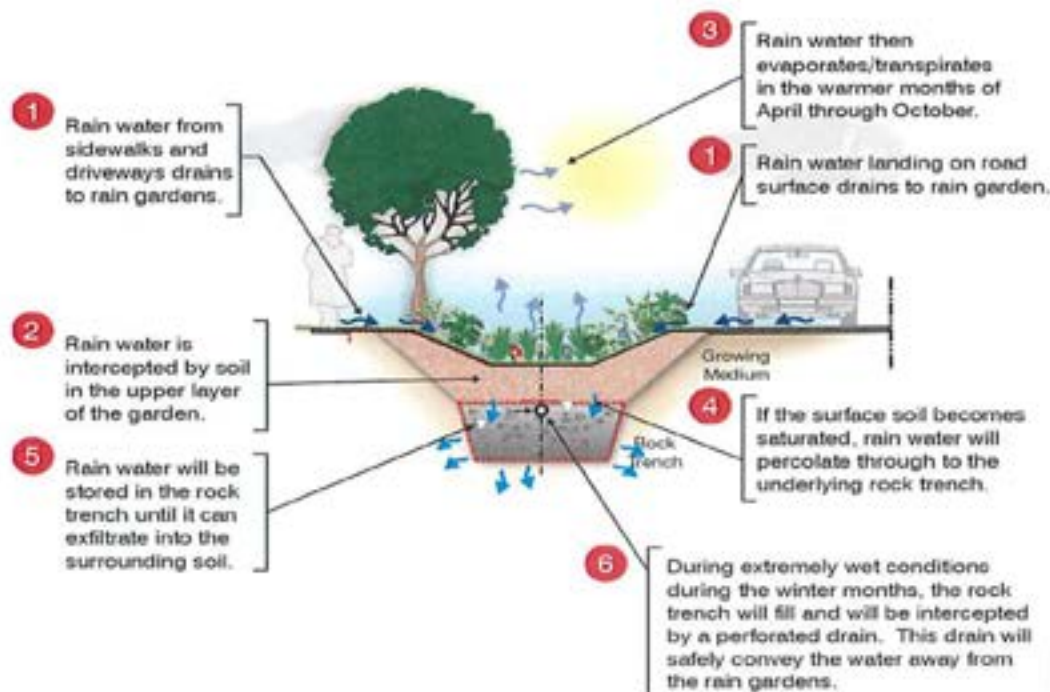 1
Rain water from
sidewalks and
driveways drains
to rain gardens.
2
Rain water is
intercepted by soil
in the upper layer
of the garden.
5
Rain water will be
stored in the rock
trench until it can
exfiltrate into the
surrounding soil.
3
Rain water then
evaporates/transpirates
in the warmer months of
April through October.
1
Rain water landing on road
surface drains to rain garden.
Growing
Medium
Rock
Trench
4
If the surface soil becomes
saturated, rain water will
percolate through to the
underlying rock trench.
6
During extremely wet conditions
during the winter months, the rock
trench will fill and will be intercepted
by a perforated drain. This drain will
safely convey the water away from
the rain gardens.